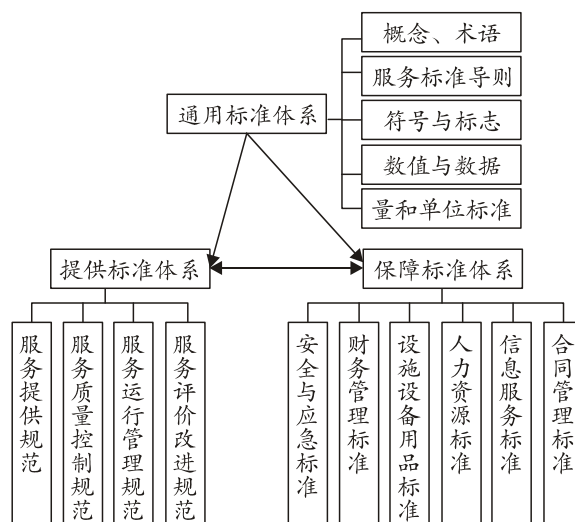 概念、术语
服务标准导则
通用标准体系
符号与标志
数值与数据
量和单位标准
提供标准体系
保障标准体系
服务提供规范
服务质量控制规范
服务运行管理规范
服务评价改进规范
安全与应急标准
财务管理标准
设施设备用品标准
人力资源标准
信息服务标准
合同管理标准